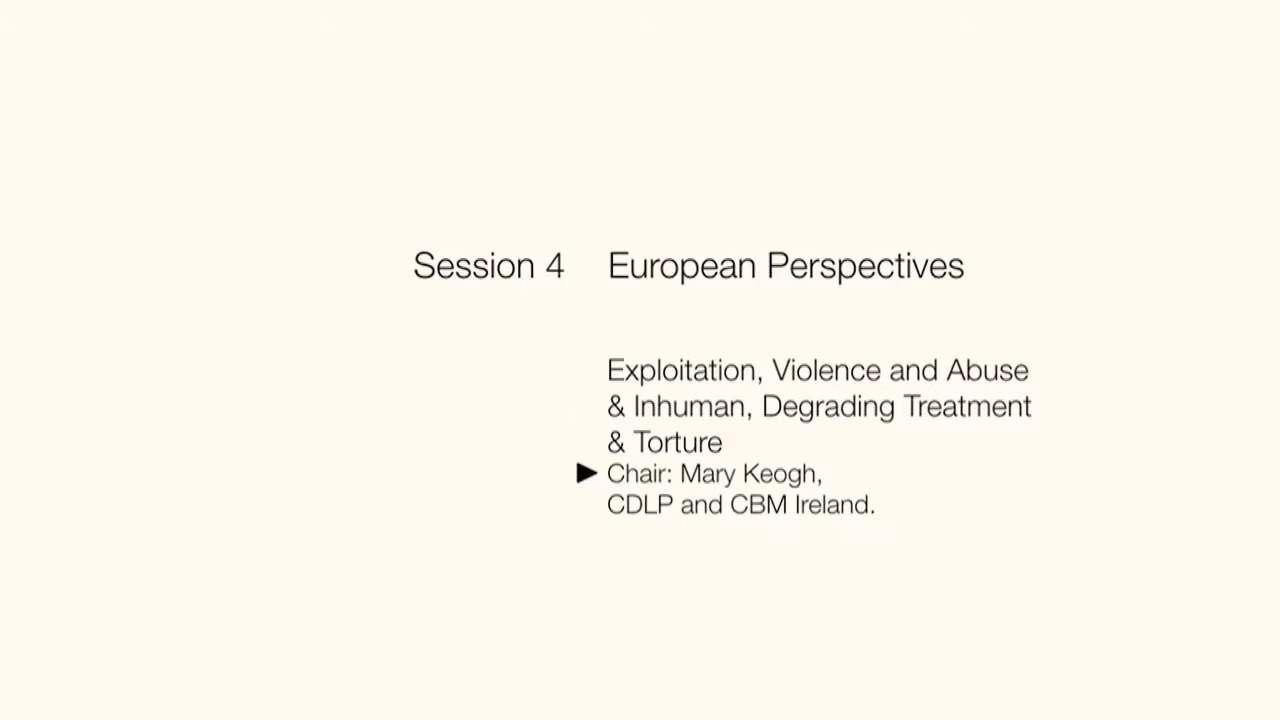 Session 4 European Perspectives
Exploitation, Violence and Abuse
& Inhuman, Degrading Treatment
& Torture
► Chair: Mary Keogh,
CDLP and CBM Ireland.